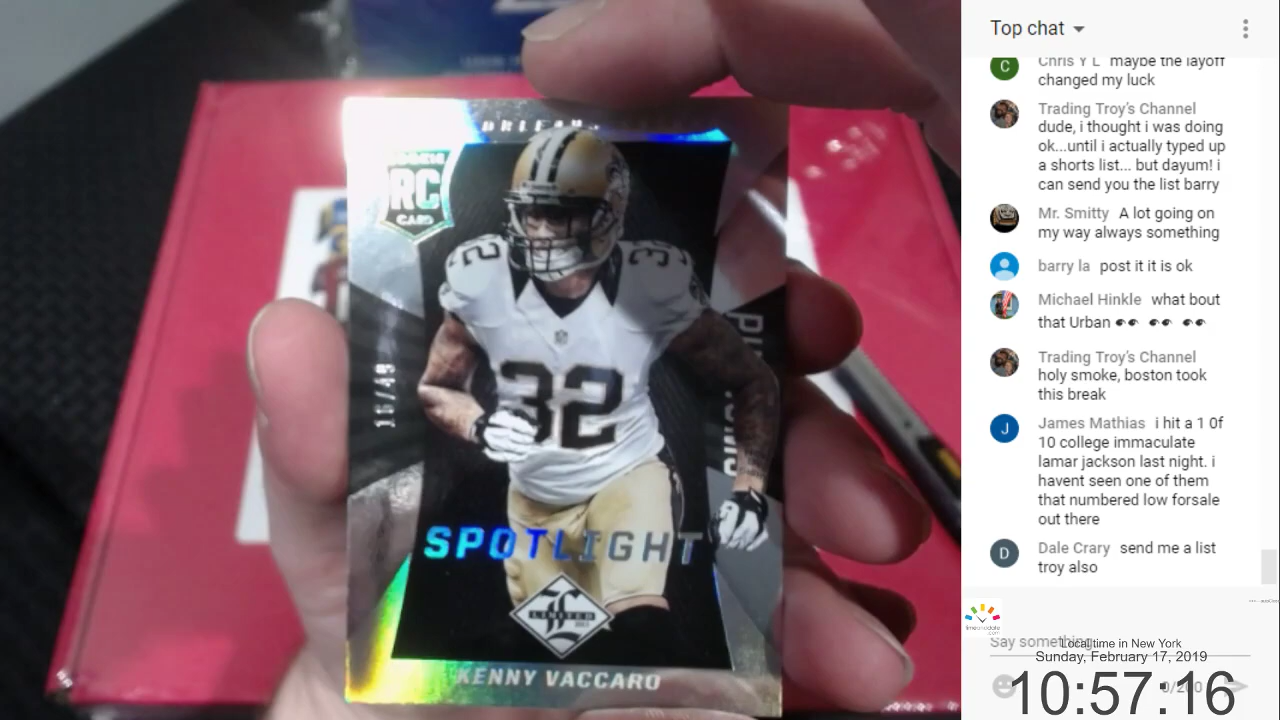 RC
CARD
32
32
32
16/49
SPOTLIGHT
LIMITED
KENNY VACCARO
Top chat
Chris Y L maybe the layoff
changed my luck
Trading Troy's Channel
dude, i thought i was doing
ok...until i actually typed up
a shorts list... but dayum! i
can send you the list barry
Mr. Smitty A lot going on
my way always something
barry la post it it is ok
Michael Hinkle what bout
that Urban 👀 👀 👀
Trading Troy's Channel
holy smoke, boston took
this break
James Mathias i hit a 1 0f
10 college immaculate
lamar jackson last night. i
havent seen one of them
that numbered low forsale
out there
Dale Crary send me a list
troy also
Say something...
Local time in New York
Sunday, February 17, 2019
10:57:16